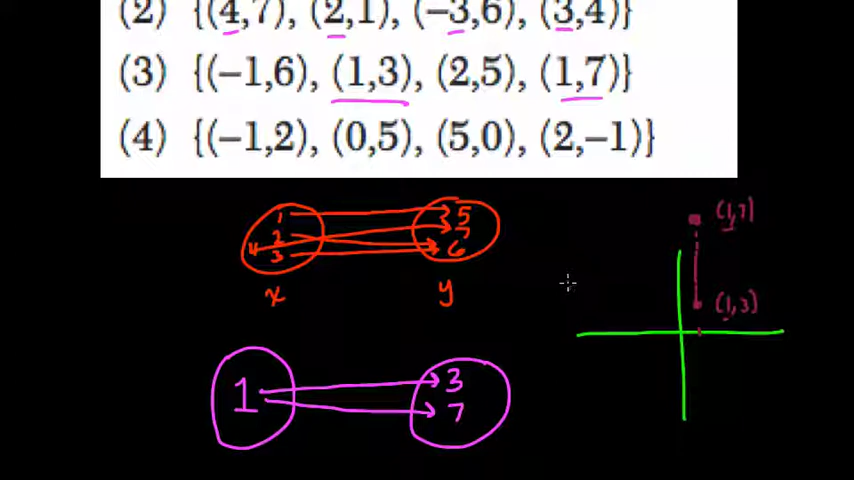 (2) {(4,7), (2,1), (−3,6), (3,4)}
(3) {(−1,6), (1,3), (2,5), (1,7)}
(4) {(−1,2), (0,5), (5,0), (2,−1)}
1 5
2 7
4 3 6
x y
(1,7)
(1,3)
1 3
7